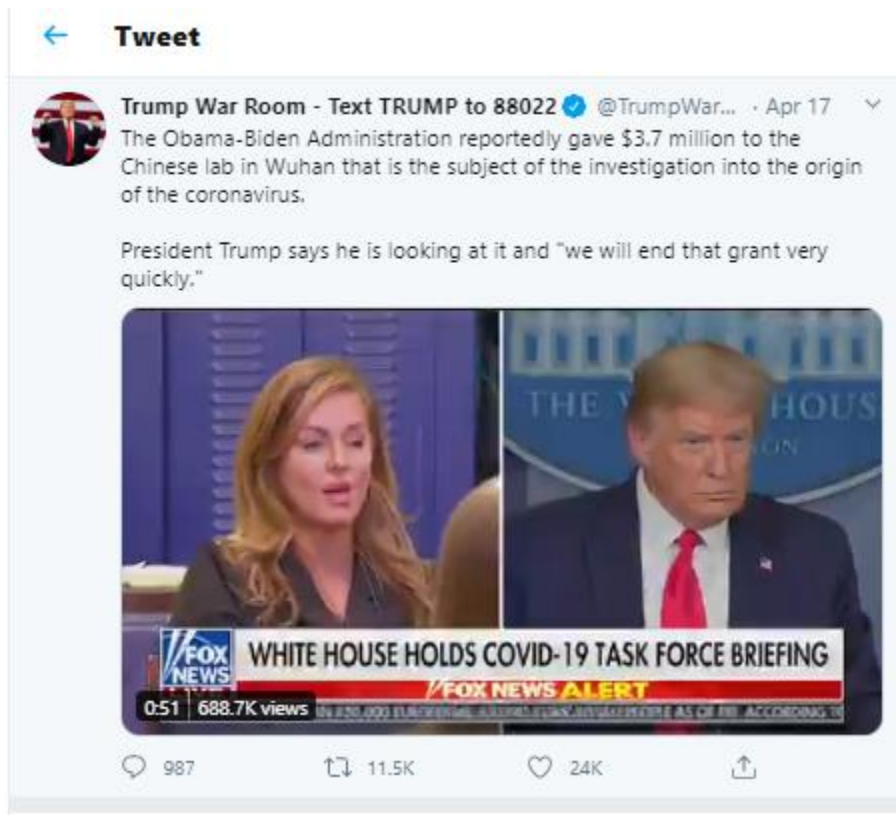 Tweet
Trump War Room - Text TRUMP to 88022 @TrumpWar... · Apr 17
The Obama-Biden Administration reportedly gave $3.7 million to the
Chinese lab in Wuhan that is the subject of the investigation into the origin
of the coronavirus.
President Trump says he is looking at it and "we will end that grant very
quickly."
THE HOUS
ON
FOX
NEWS
WHITE HOUSE HOLDS COVID-19 TASK FORCE BRIEFING
FOX NEWS ALERT
0:51 688.7K views
ACCORDING
987 11.5K 24K